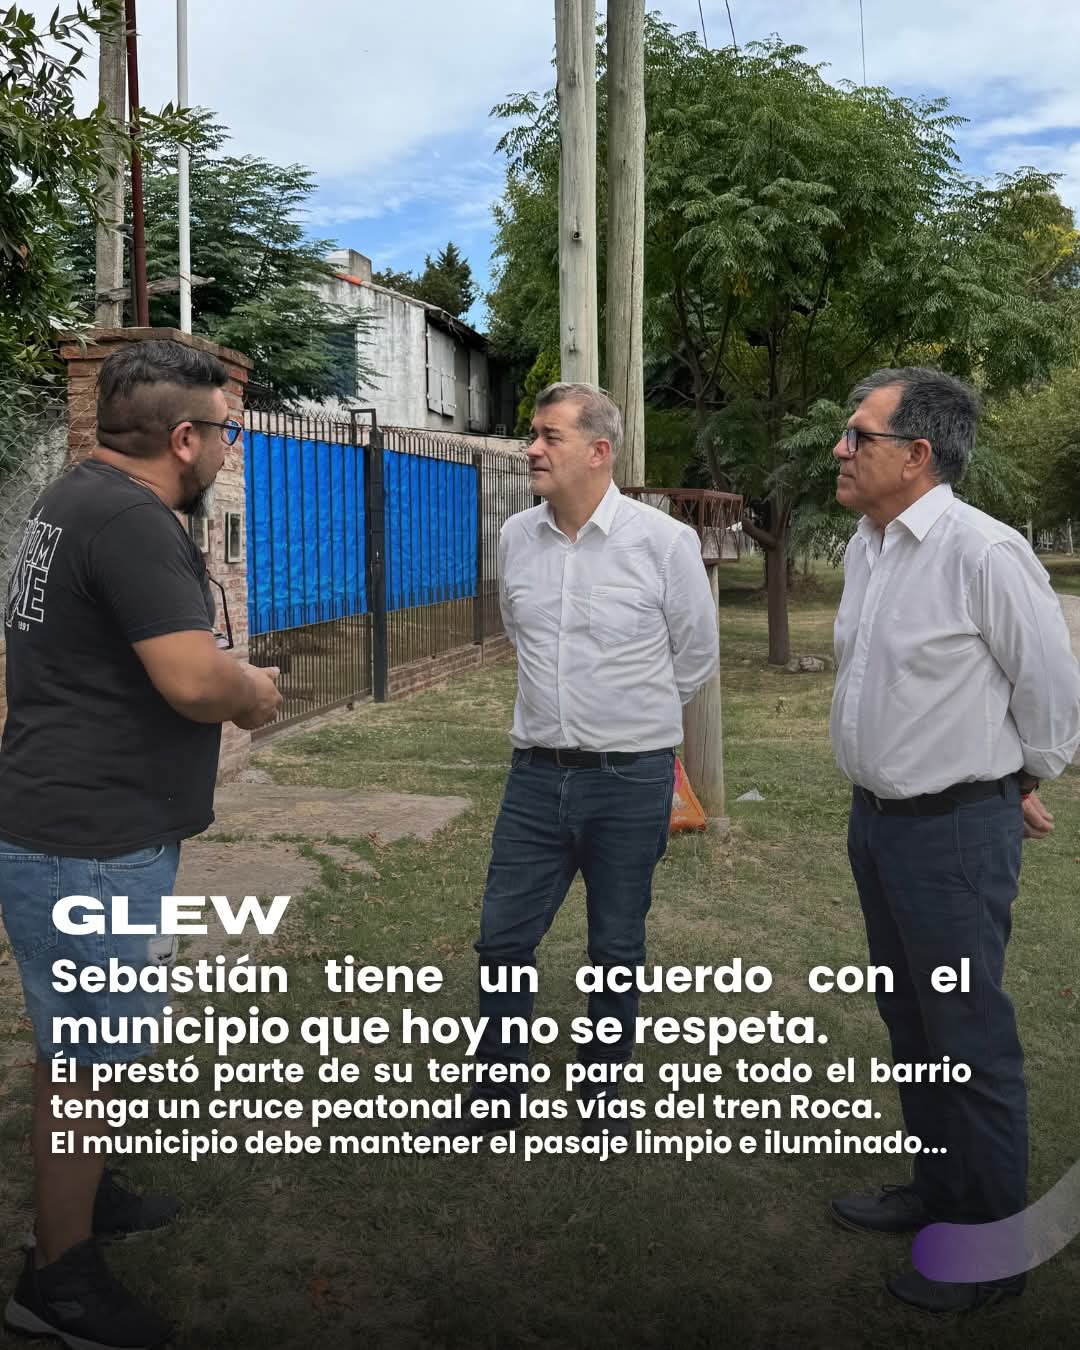 GLEW
Sebastián tiene un acuerdo con el
municipio que hoy no se respeta.
Él prestó parte de su terreno para que todo el barrio
tenga un cruce peatonal en las vías del tren Roca.
El municipio debe mantener el pasaje limpio e iluminado...
1991